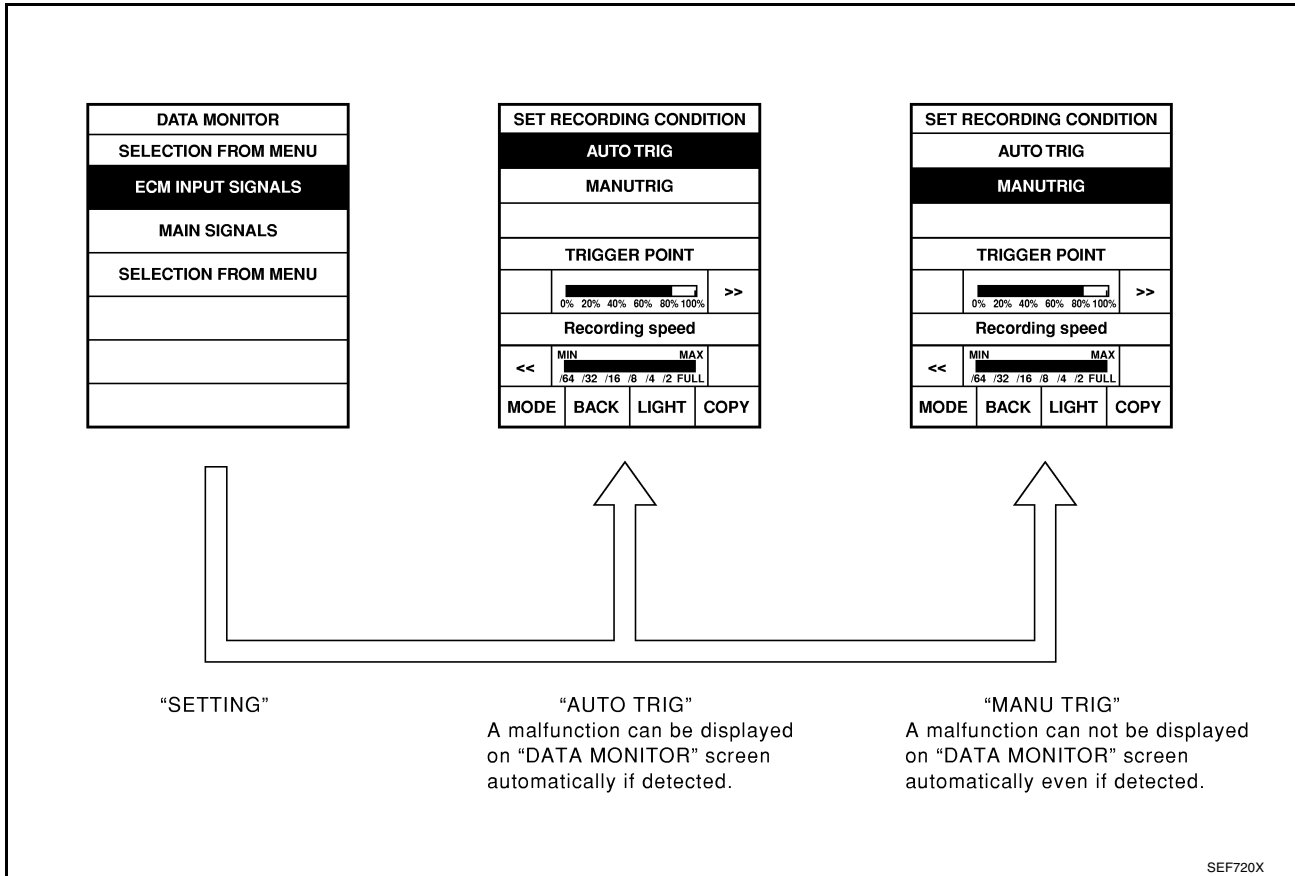 DATA MONITOR
SELECTION FROM MENU
ECM INPUT SIGNALS
MAIN SIGNALS
SELECTION FROM MENU
SET RECORDING CONDITION
AUTO TRIG
MANUTRIG
TRIGGER POINT
>>
0% 20% 40% 60% 80% 100%
Recording speed
MIN MAX
<<
/64 /32 /16 /8 /4 /2 FULL
MODE BACK LIGHT COPY
SET RECORDING CONDITION
AUTO TRIG
MANUTRIG
TRIGGER POINT
>>
0% 20% 40% 60% 80% 100%
Recording speed
MIN MAX
<<
/64 /32 /16 /8 /4 /2 FULL
MODE BACK LIGHT COPY
“SETTING”
“AUTO TRIG”
A malfunction can be displayed
on “DATA MONITOR” screen
automatically if detected.
“MANU TRIG”
A malfunction can not be displayed
on “DATA MONITOR” screen
automatically even if detected.
SEF720X